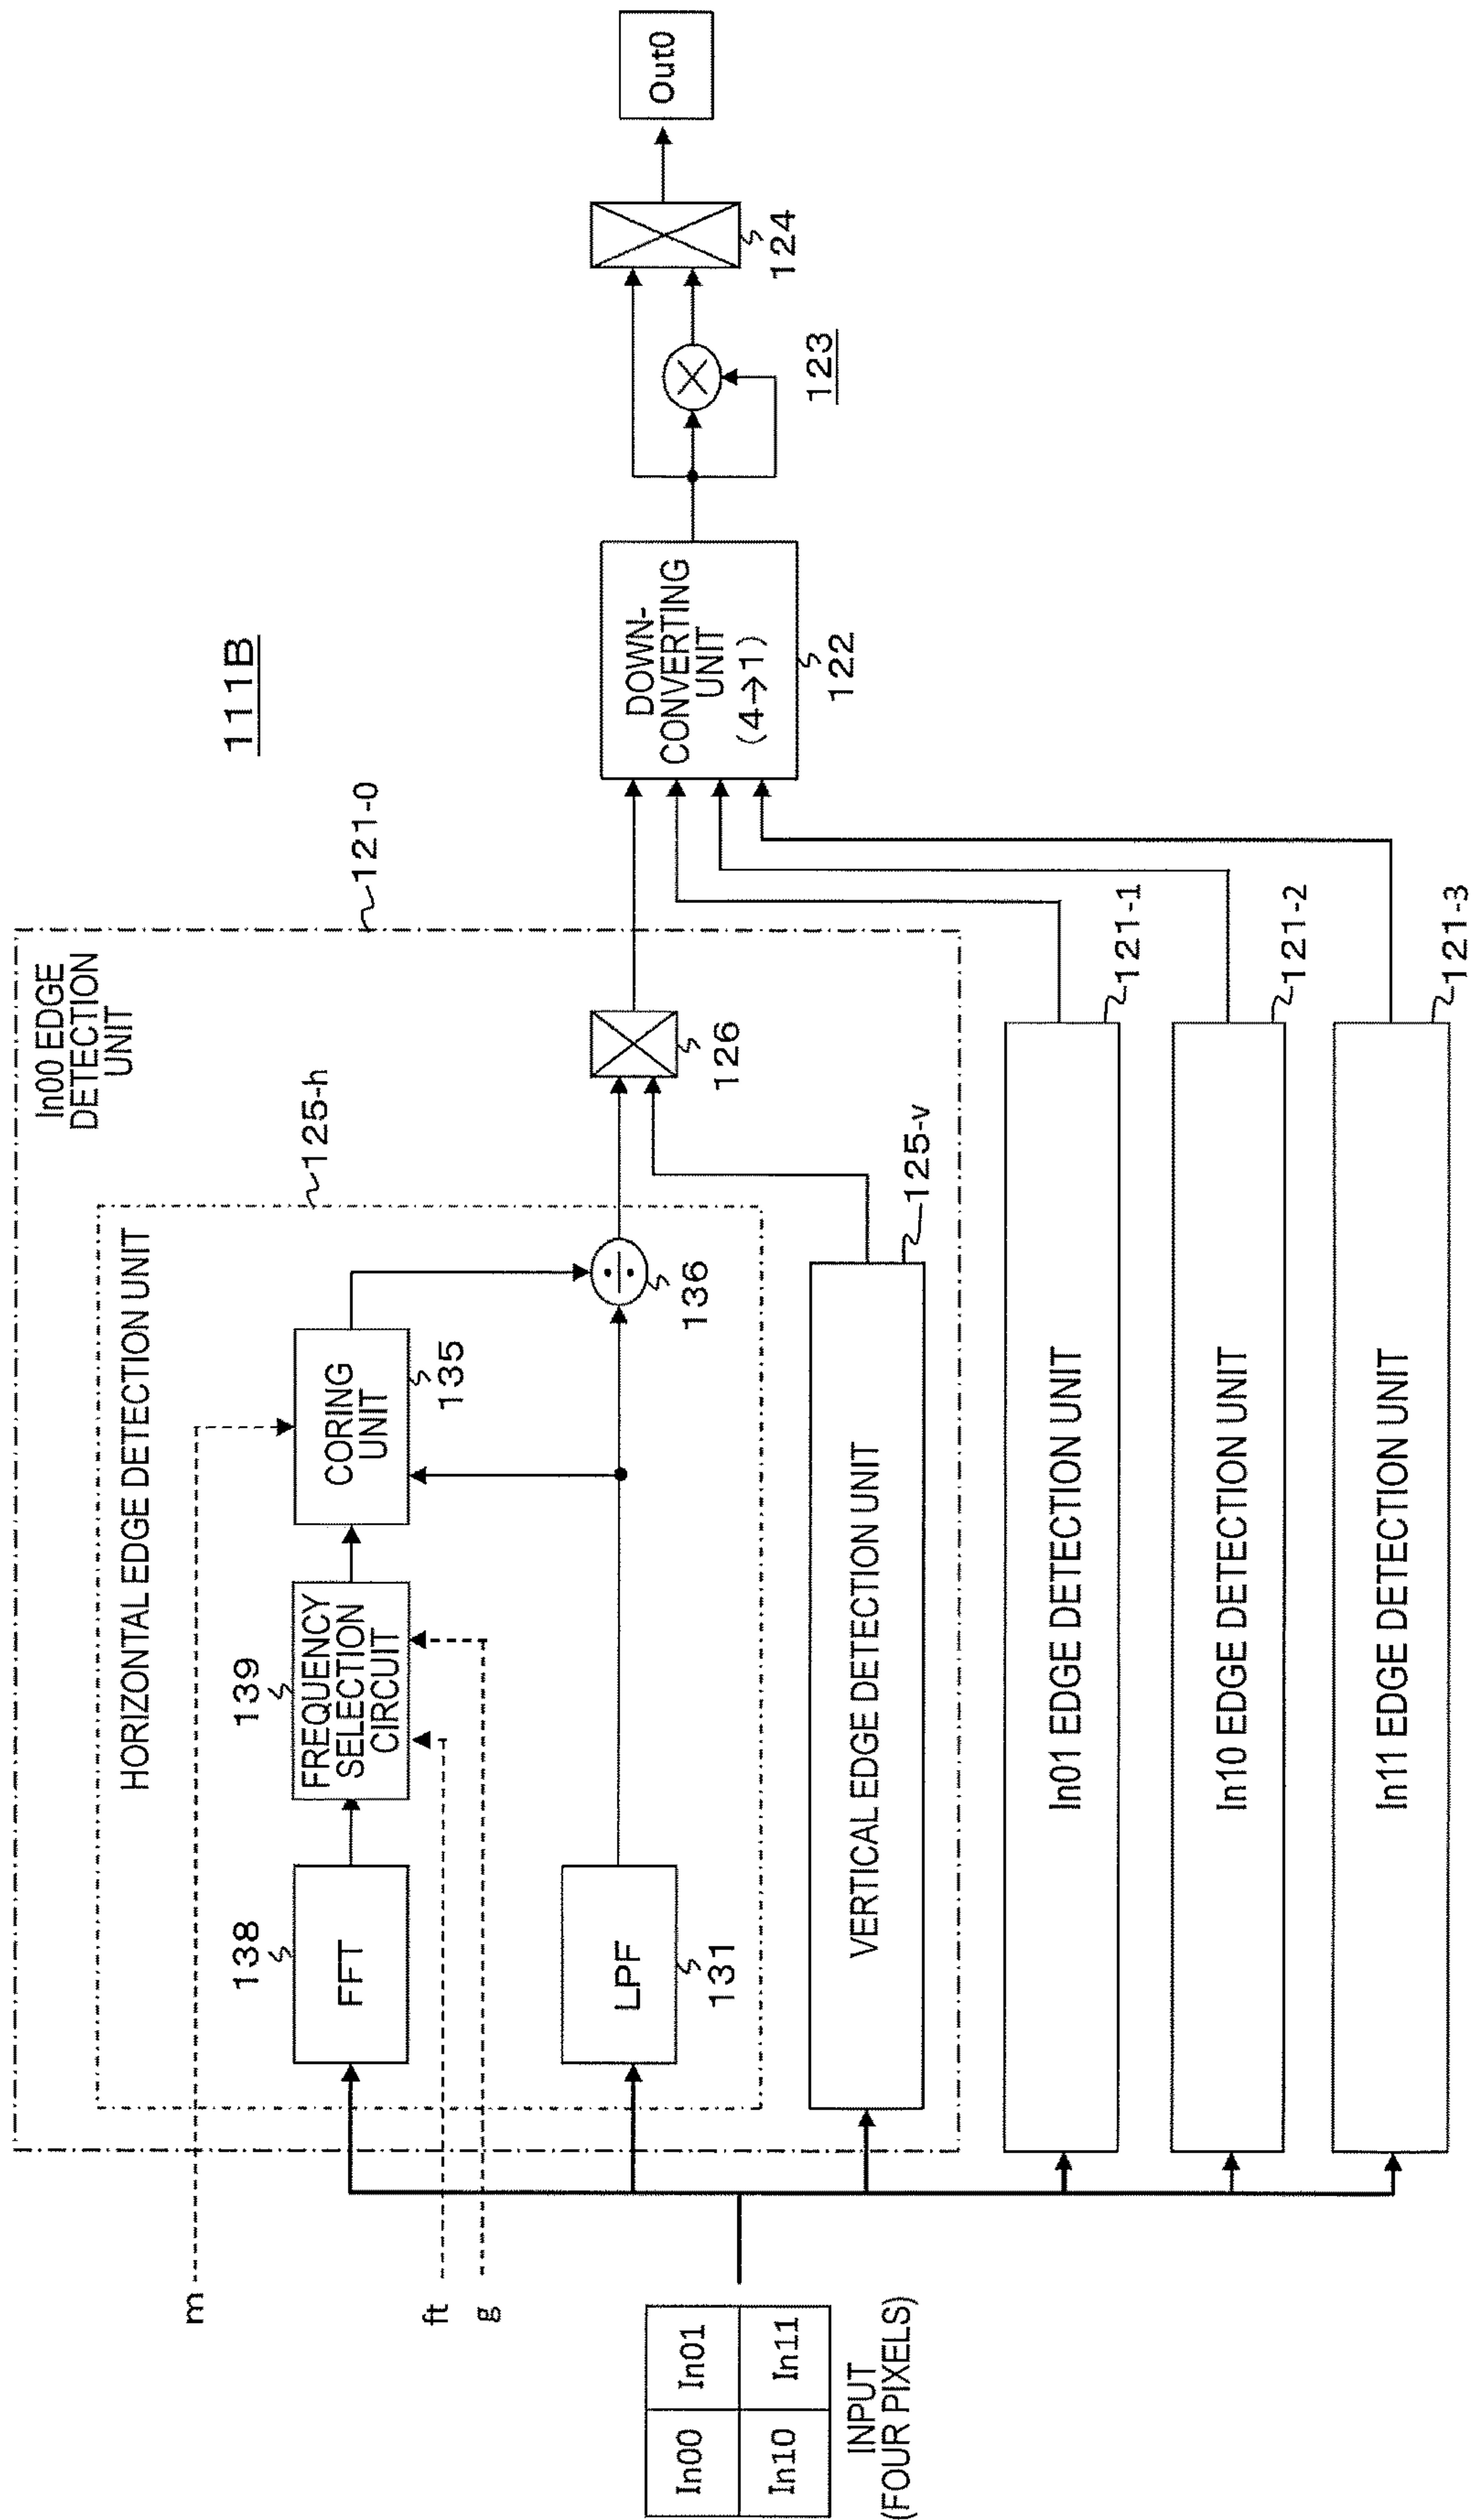 111B
In00 EDGE
DETECTION
UNIT
121-0
HORIZONTAL EDGE DETECTION UNIT
125-h
m
ft
g
138
FFT
139
FREQUENCY
SELECTION
CIRCUIT
CORING
UNIT
135
LPF
131
136
126
VERTICAL EDGE DETECTION UNIT
125-v
In00
In01
In10
In11
INPUT
(FOUR PIXELS)
In01 EDGE DETECTION UNIT
121-1
In10 EDGE DETECTION UNIT
121-2
In11 EDGE DETECTION UNIT
121-3
DOWN-
CONVERTING
UNIT
(4→1)
122
123
124
Out0